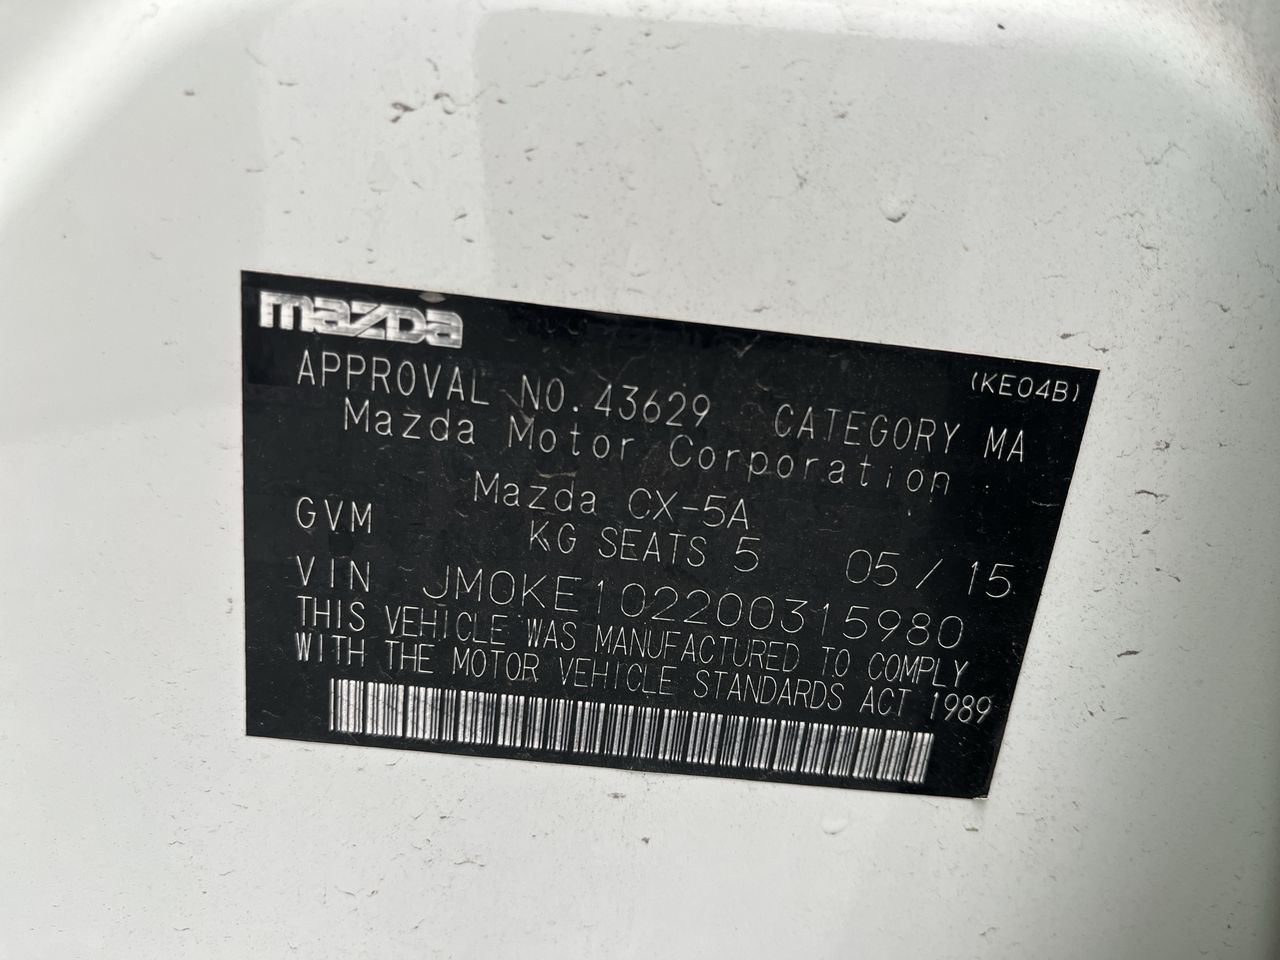 mazda
(KE04B)
APPROVAL NO. 43629 CATEGORY MA
Mazda Motor Corporation
Mazda CX-5A
GVM KG SEATS 5 05/15
VIN JM0KE102200315980
THIS VEHICLE WAS MANUFACTURED TO COMPLY
WITH THE MOTOR VEHICLE STANDARDS ACT 1989